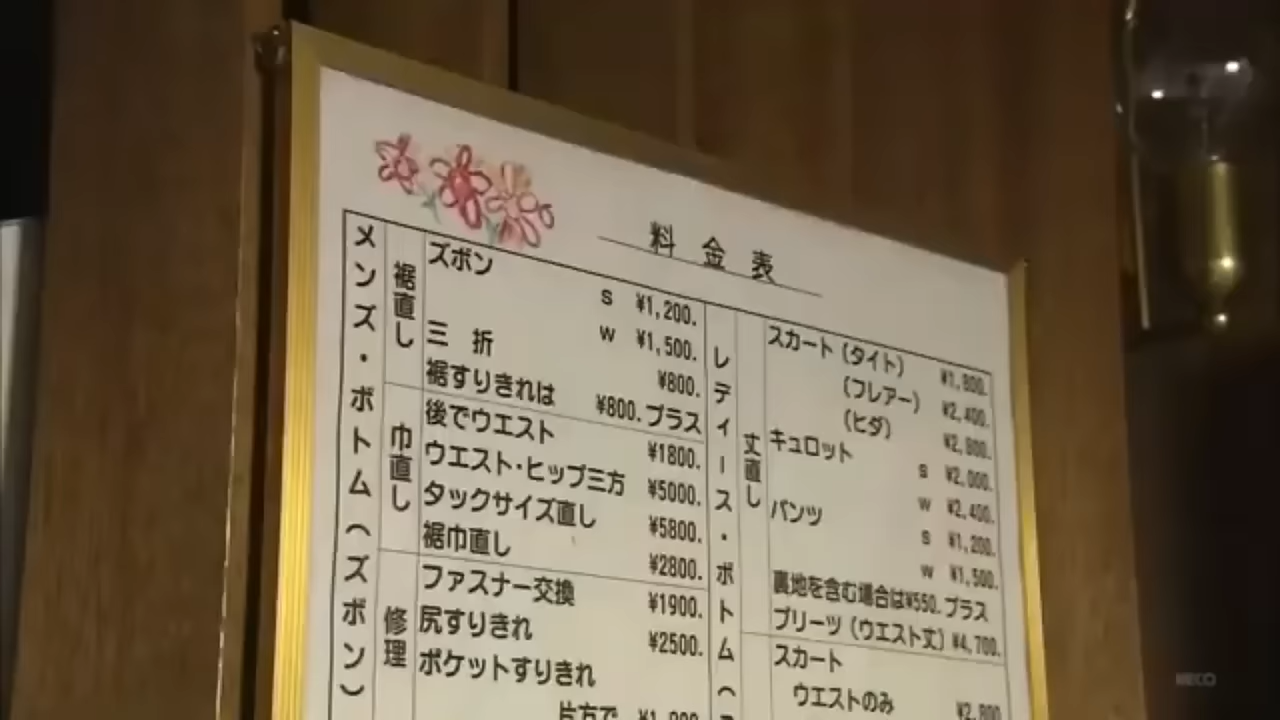 料金表
メンズ・ボトム(ズボン)
裾直し
ズボン
s ¥1,200.
w ¥1,500.
三 折 ¥800.
裾すりきれは ¥800.プラス
巾直し
後でウエスト ¥1800.
ウエスト・ヒップ三方 ¥5000.
タックサイズ直し ¥5800.
裾巾直し ¥2800.
修理
ファスナー交換 ¥1900.
尻すりきれ ¥2500.
ポケットすりきれ
片方で
レディース・ボトム(
丈直し
スカート(タイト) ¥1,800.
(フレアー) ¥2,400.
(ヒダ) ¥2,800.
キュロット
s ¥2,000.
w ¥2,400.
パンツ
s ¥1,200.
w ¥1,500.
裏地を含む場合は¥550.プラス
プリーツ(ウエスト丈) ¥4,700.
スカート
ウエストのみ ¥2,800